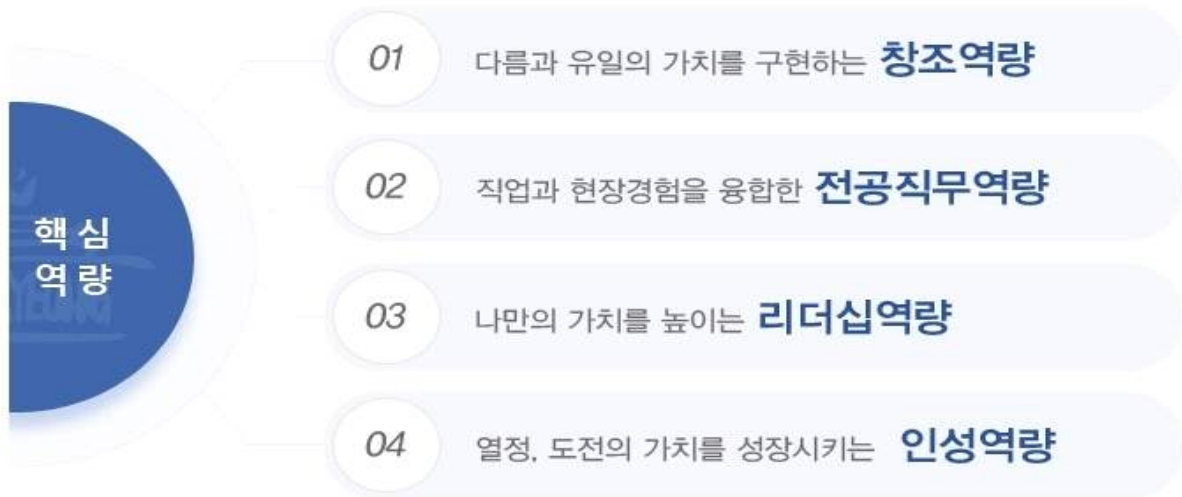 핵심
역량
01 다름과 유일의 가치를 구현하는 창조역량
02 직업과 현장경험을 융합한 전공직무역량
03 나만의 가치를 높이는 리더십역량
04 열정, 도전의 가치를 성장시키는 인성역량